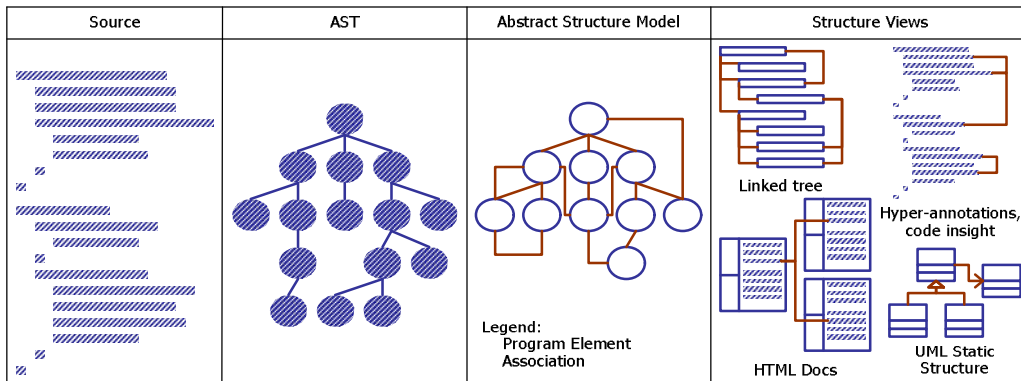 Source
AST
Abstract Structure Model
Structure Views
Linked tree
Hyper-annotations,
code insight
Legend:
Program Element
Association
HTML Docs
UML Static
Structure